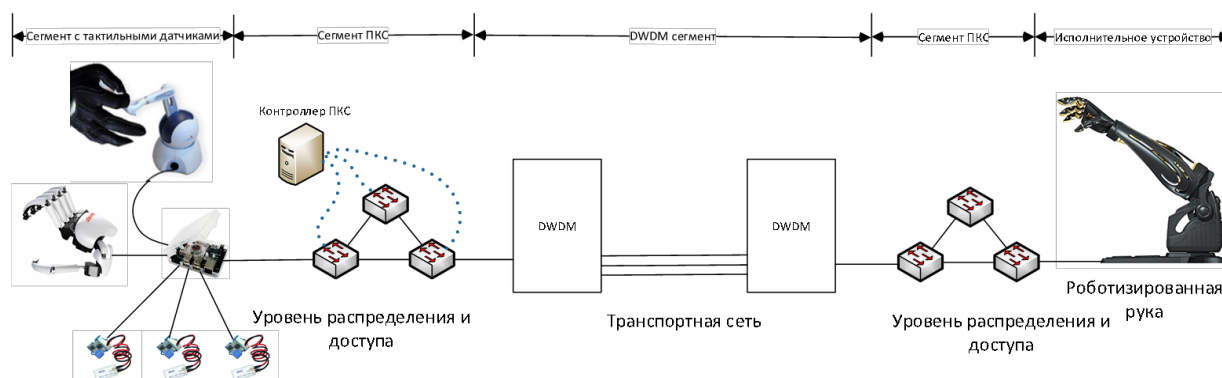 Сегмент с тактильными датчиками
Сегмент ПКС
DWDM сегмент
Сегмент ПКС
Исполнительное устройство
Контроллер ПКС
DWDM
DWDM
Уровень распределения и
доступа
Транспортная сеть
Уровень распределения и
доступа
Роботизированная
рука